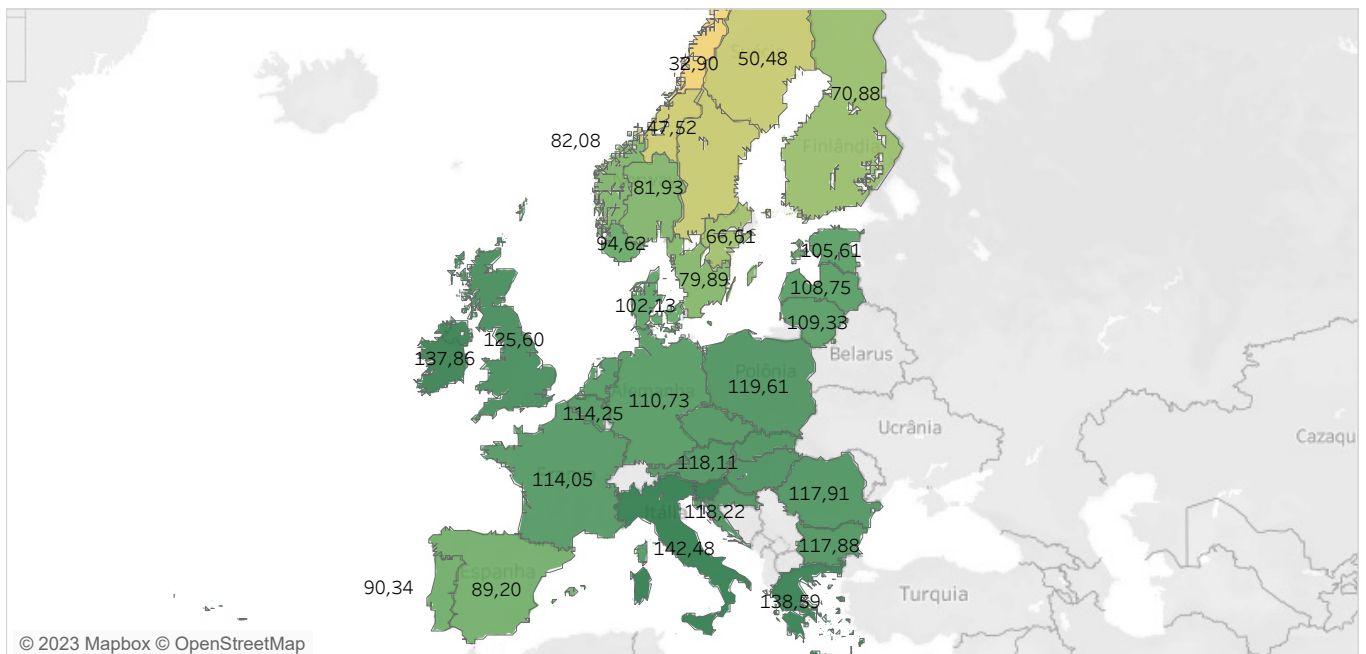 32,90
50,48
70,88
47,52
82,08
Finlândia
81,93
94,62
66,61
105,61
79,89
108,75
102,13
109,33
125,60
137,86
Belarus
Polônia
119,61
Alemanha
110,73
114,25
Ucrânia
Cazaqu
118,11
114,05
117,91
118,22
Itália
142,48
117,88
Espanha
90,34
89,20
Turquia
138,59
© 2023 Mapbox © OpenStreetMap